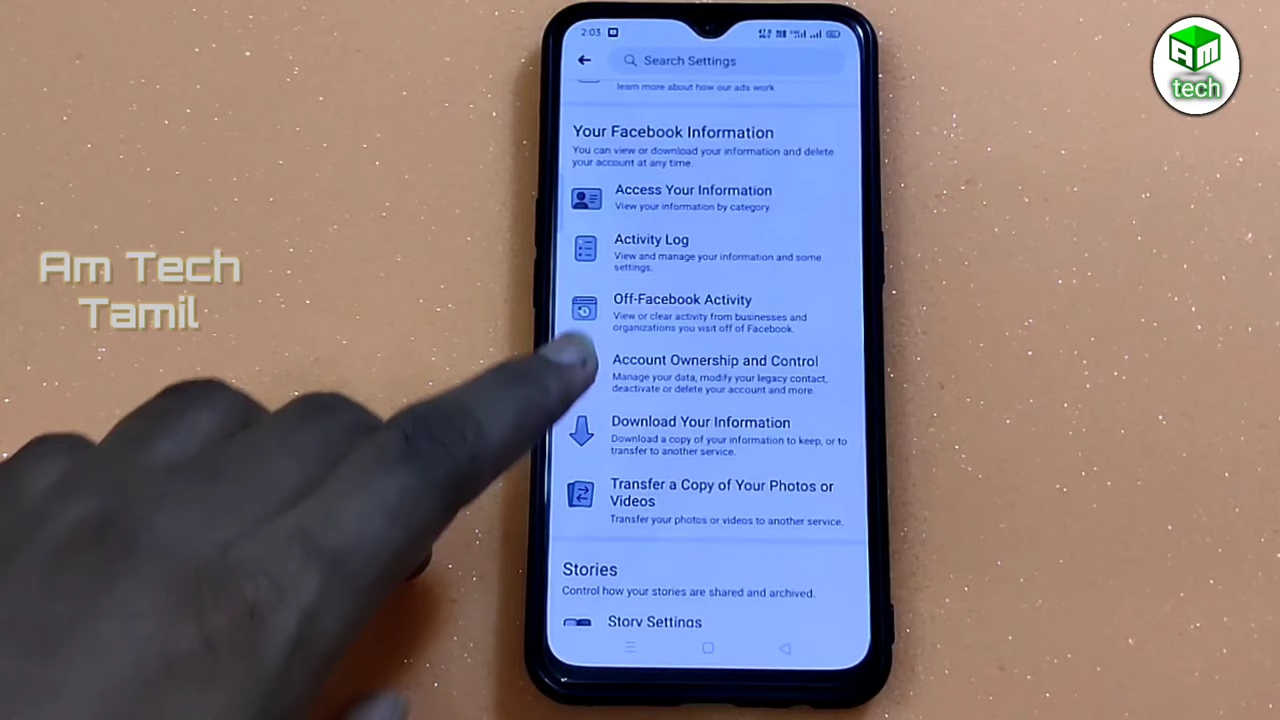 2:03
Search Settings
learn more about how our ads work
Your Facebook Information
You can view or download your information and delete
your account at any time.
Access Your Information
View your information by category
Activity Log
View and manage your information and some
settings.
Off-Facebook Activity
View or clear activity from businesses and
organizations you visit off of Facebook.
Account Ownership and Control
Manage your data, modify your legacy contact,
deactivate or delete your account and more.
Download Your Information
Download a copy of your information to keep, or to
transfer to another service.
Transfer a Copy of Your Photos or
Videos
Transfer your photos or videos to another service.
Stories
Control how your stories are shared and archived.
Story Settings
Am Tech
Tamil
AM
tech